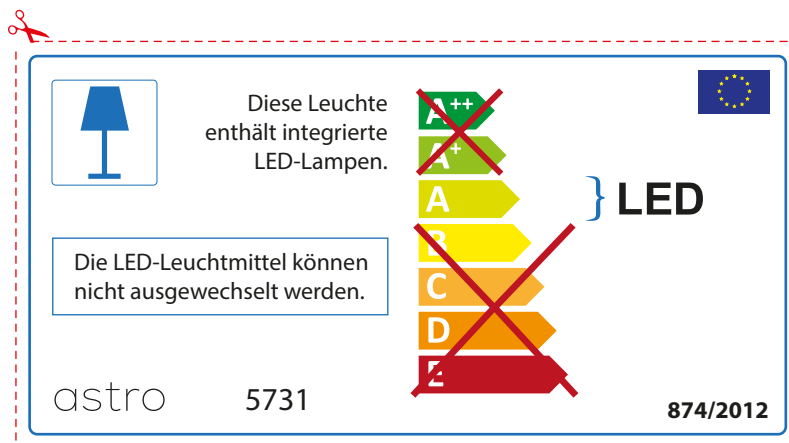 Diese Leuchte
enthält integrierte
LED-Lampen.
Die LED-Leuchtmittel können
nicht ausgewechselt werden.
A++
A+
A
B
C
D
E
LED
astro
5731
874/2012